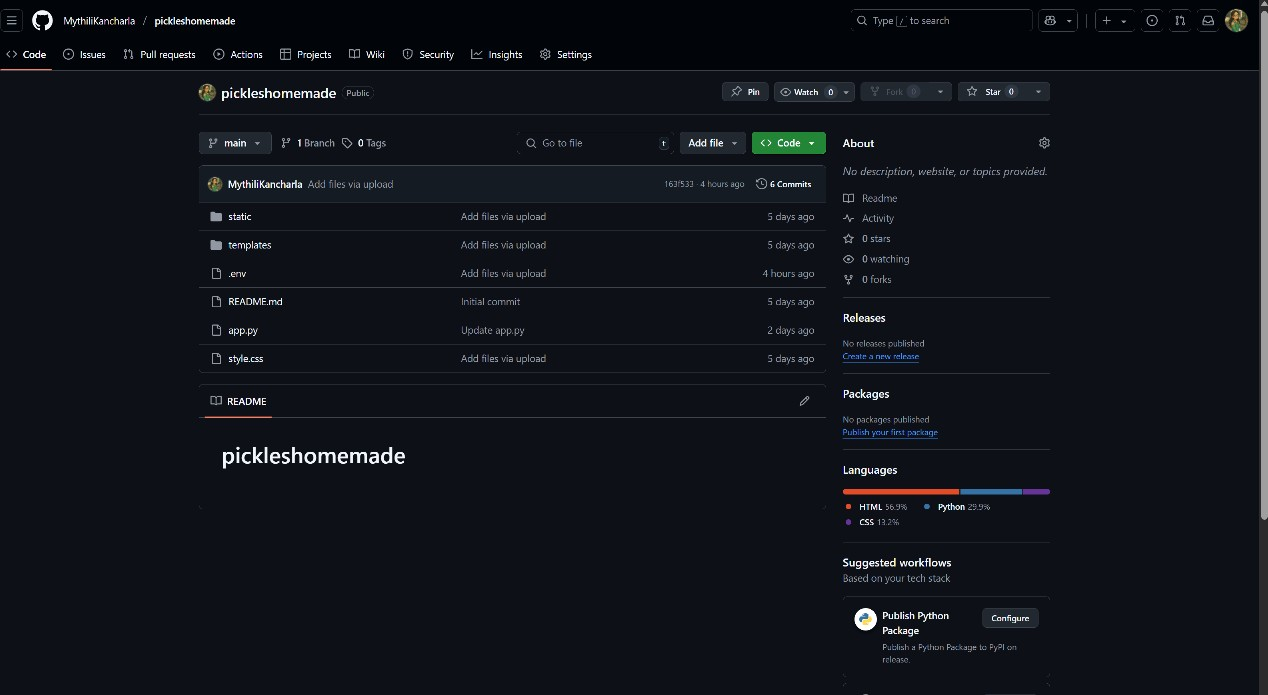 MythiliKancharla / pickleshomemade
Type / to search
Code Issues Pull requests Actions Projects Wiki Security Insights Settings
pickleshomemade Public
Pin Watch 0 Fork 0 Star 0
main 1 Branch 0 Tags Go to file t Add file Code
MythiliKancharla Add files via upload 163f533 · 4 hours ago 6 Commits
static Add files via upload 5 days ago
templates Add files via upload 5 days ago
.env Add files via upload 4 hours ago
README.md Initial commit 5 days ago
app.py Update app.py 2 days ago
style.css Add files via upload 5 days ago
README
pickleshomemade
About
No description, website, or topics provided.
Readme
Activity
0 stars
0 watching
0 forks
Releases
No releases published
Create a new release
Packages
No packages published
Publish your first package
Languages
HTML 56.9% Python 29.9%
CSS 13.2%
Suggested workflows
Based on your tech stack
Publish Python
Package
Configure
Publish a Python Package to PyPI on
release.